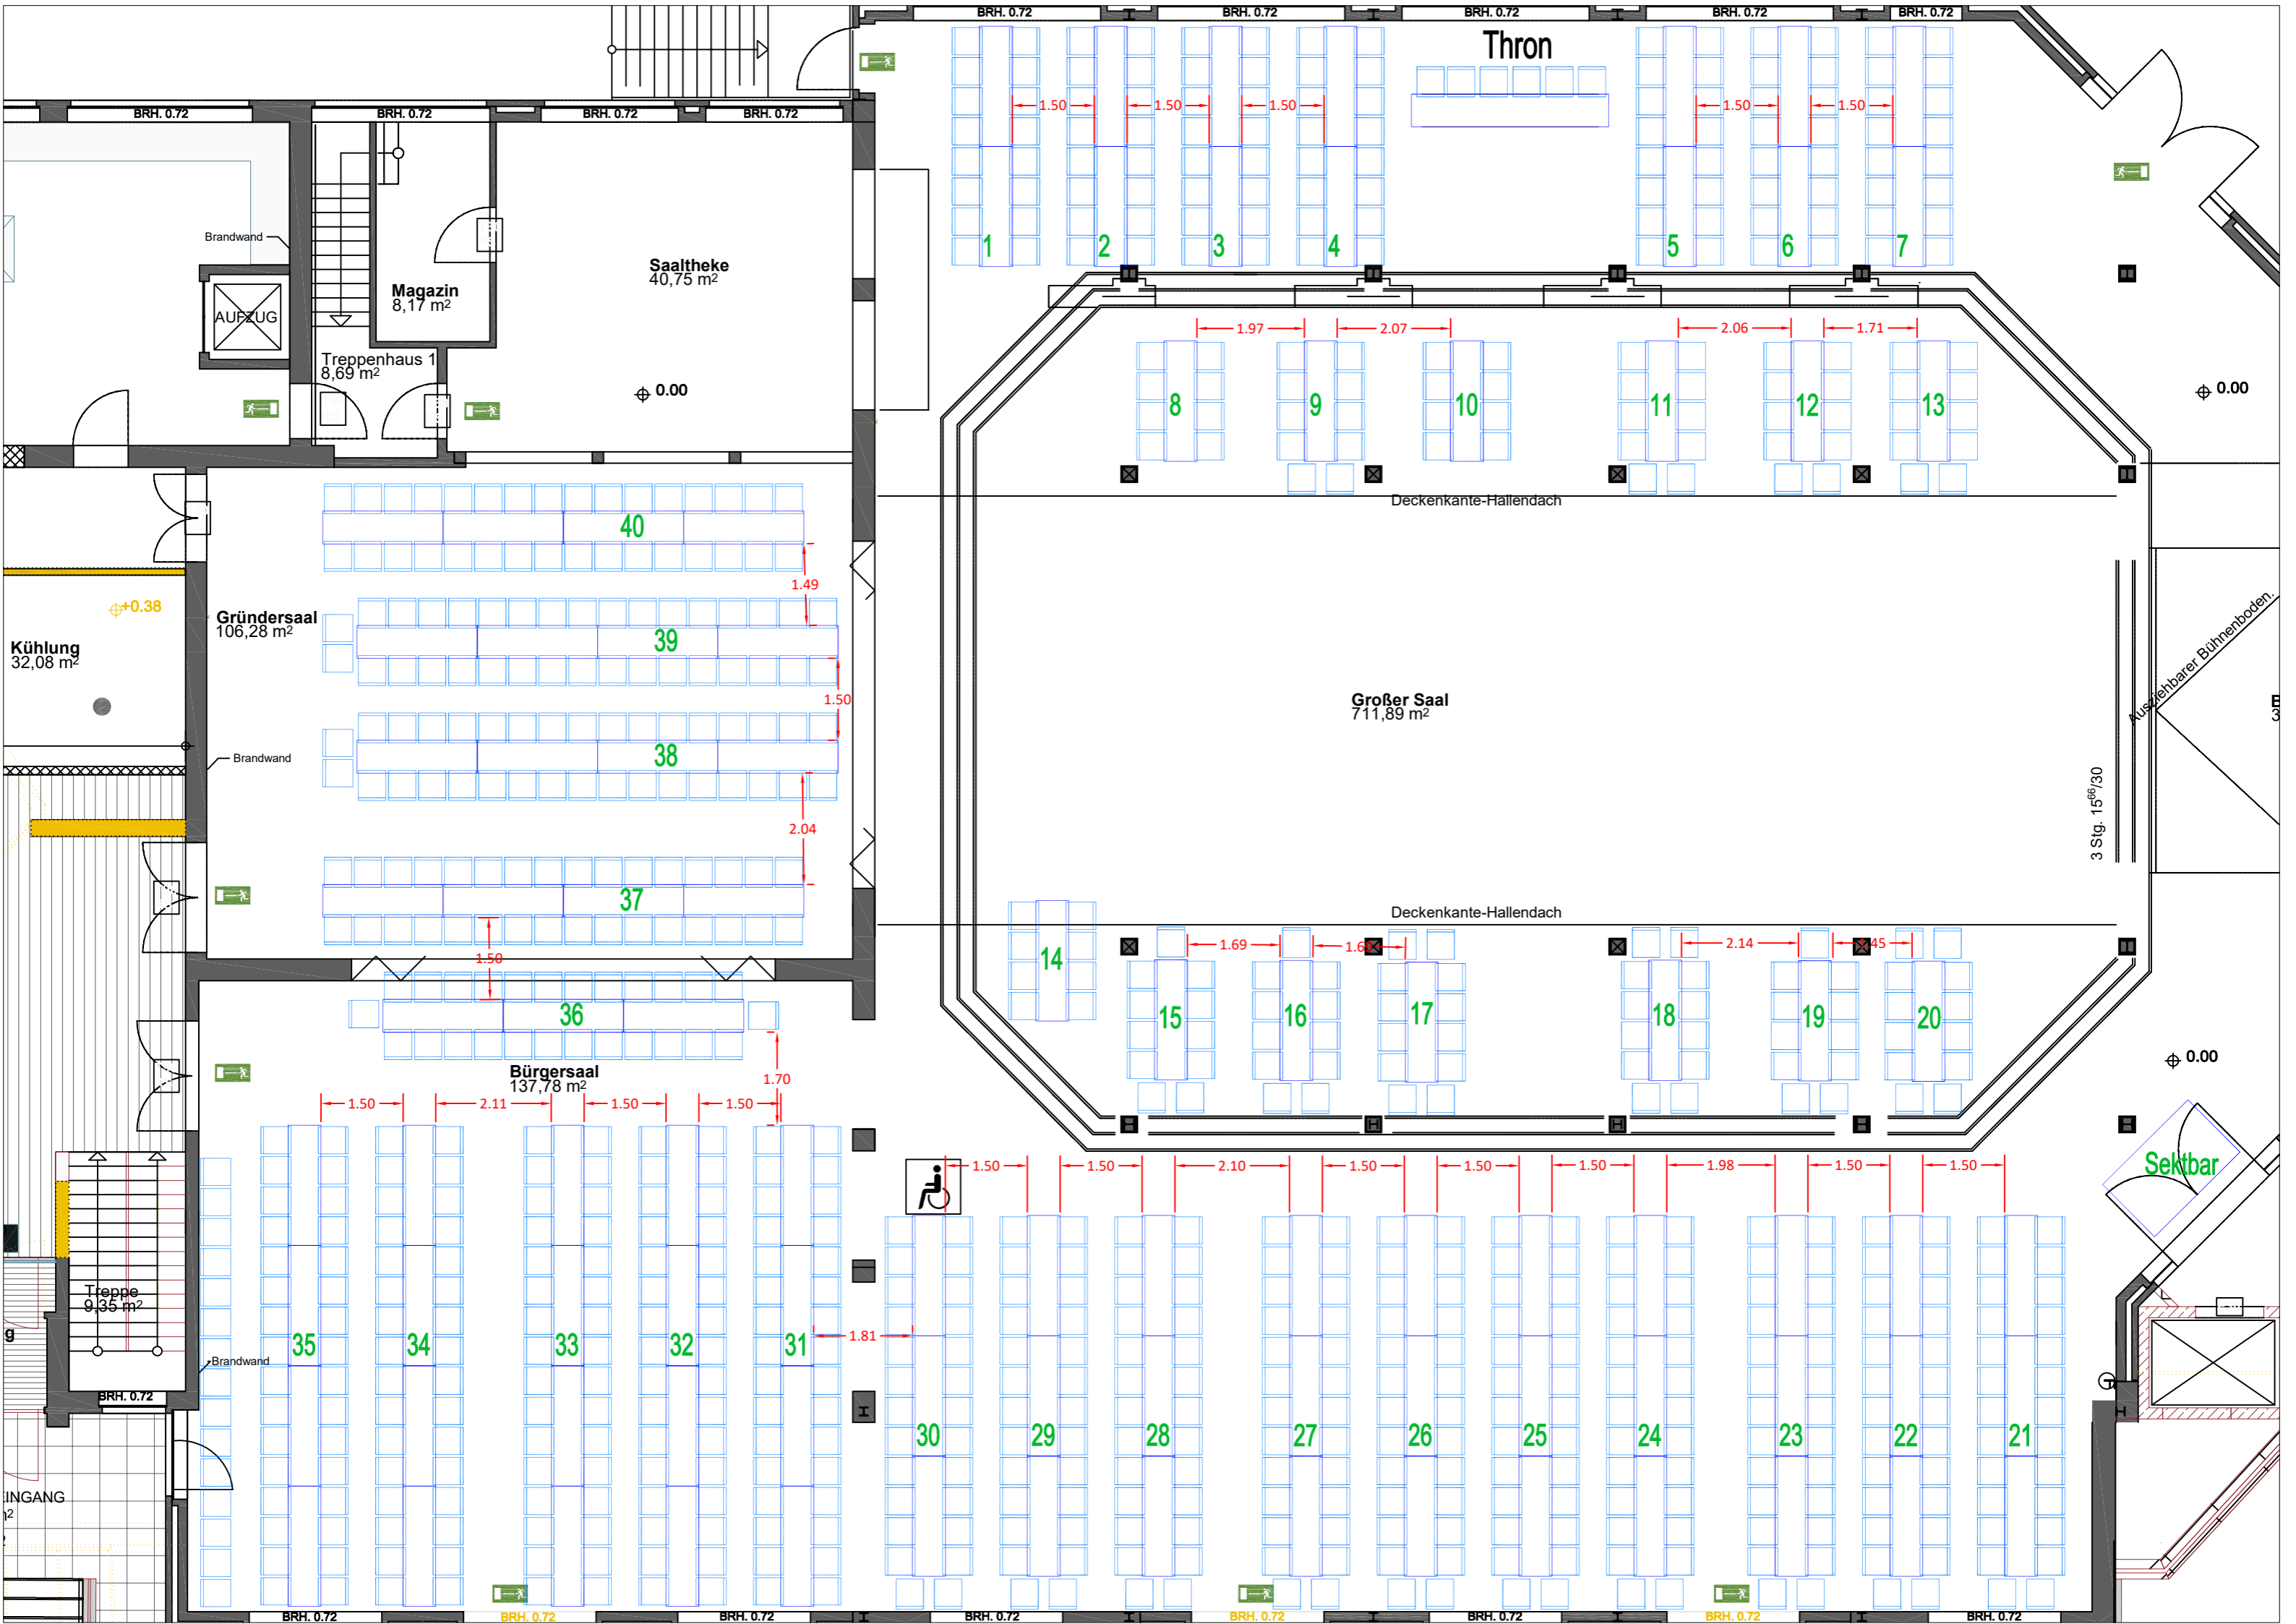 BRH. 0.72
BRH. 0.72
BRH. 0.72
BRH. 0.72
BRH. 0.72
Thron
BRH. 0.72
BRH. 0.72
BRH. 0.72
BRH. 0.72
1.50
1.50
1.50
1.50
1.50
1
2
3
4
5
6
7
Brandwand
AUFZUG
Magazin
8,17 m²
Saaltheke
40,75 m²
Treppenhaus 1
8,69 m²
0.00
1.97
2.07
2.06
1.71
8
9
10
11
12
13
0.00
Deckenkante-Hallendach
40
1.49
+0.38
Kühlung
32,08 m²
Gründersaal
106,28 m²
39
1.50
38
Brandwand
2.04
37
1.50
Großer Saal
711,89 m²
Ausziehbarer Bühnenboden.
3 Stg. 15⁶⁶/30
Deckenkante-Hallendach
14
1.69
2.14
15
16
17
18
19
20
0.00
36
Bürgersaal
137,78 m²
1.70
1.50
2.11
1.50
1.50
1.50
1.50
2.10
1.50
1.50
1.50
1.98
1.50
1.50
Sektbar
Treppe
9,35 m²
Brandwand
35
34
33
32
31
1.81
30
29
28
27
26
25
24
23
22
21
BRH. 0.72
INGANG
BRH. 0.72
BRH. 0.72
BRH. 0.72
BRH. 0.72
BRH. 0.72
BRH. 0.72
BRH. 0.72
BRH. 0.72